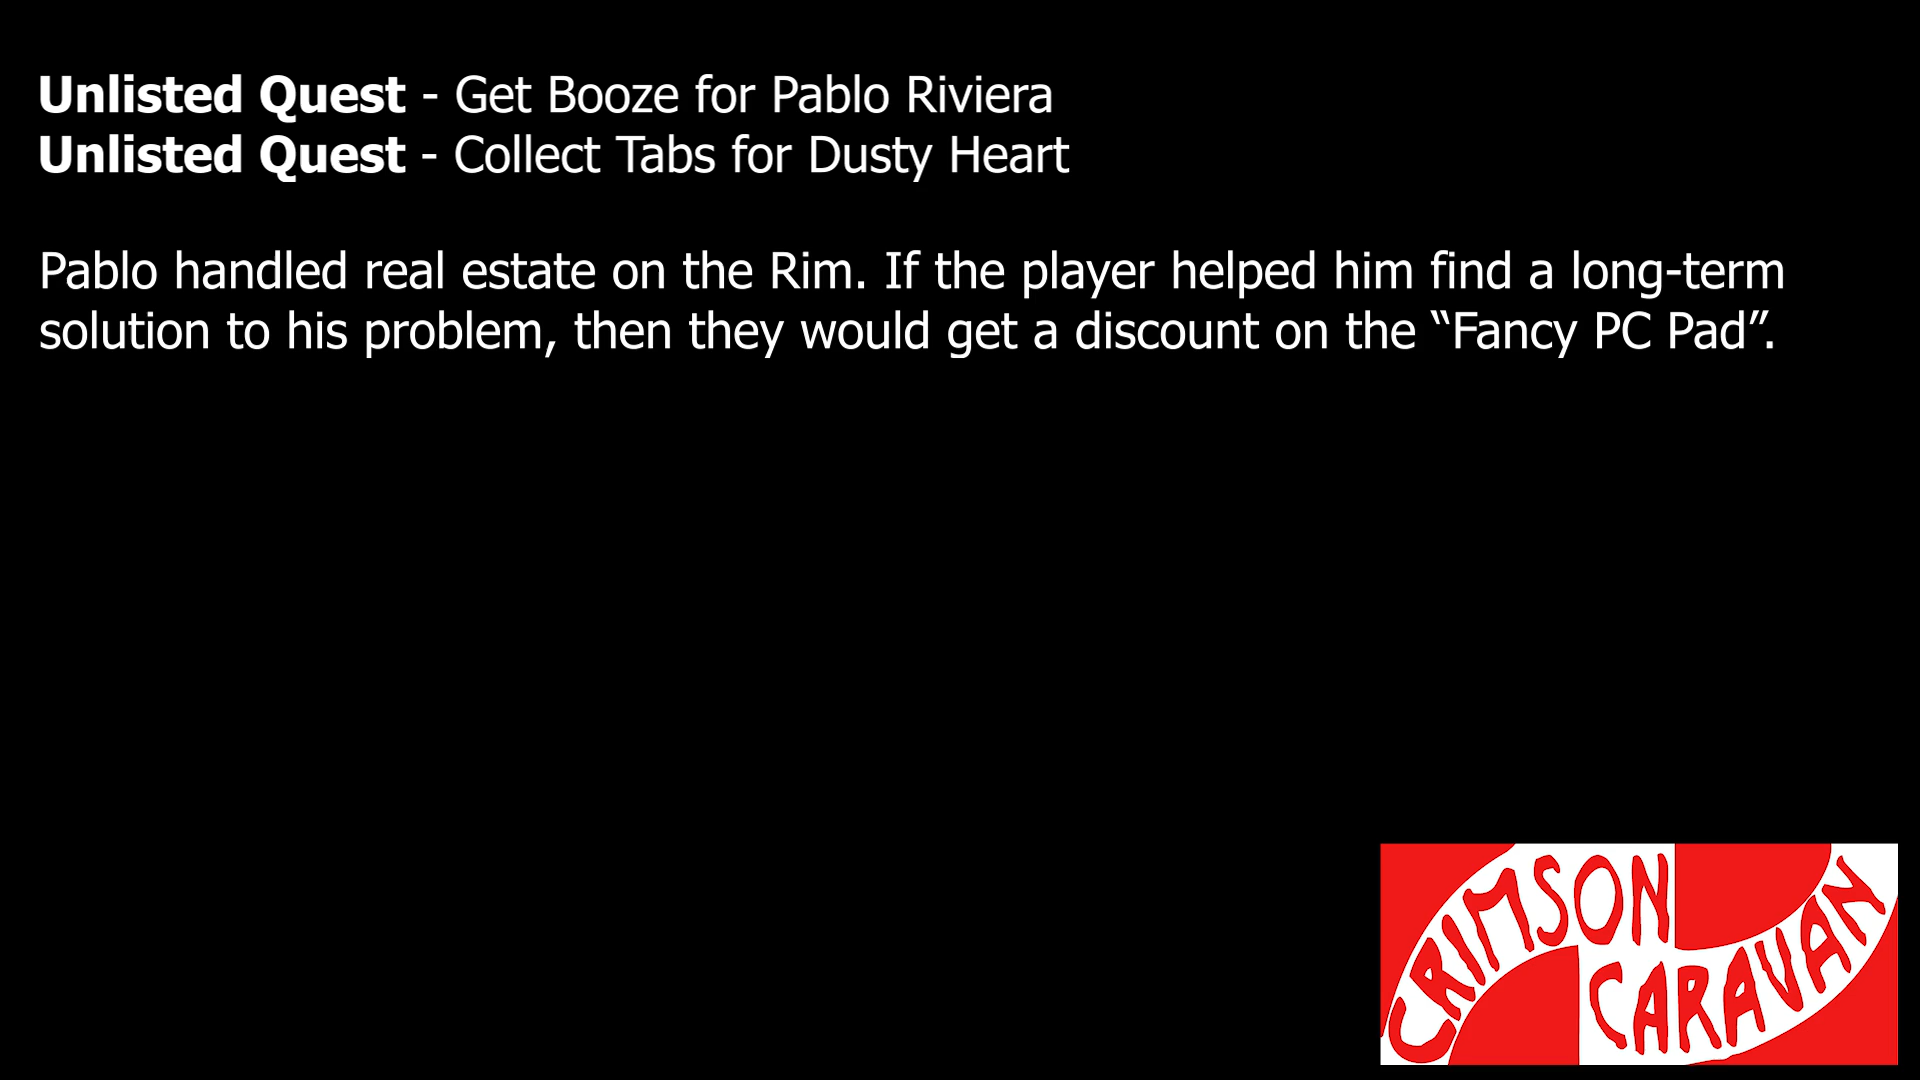 Unlisted Quest - Get Booze for Pablo Riviera
Unlisted Quest - Collect Tabs for Dusty Heart
Pablo handled real estate on the Rim. If the player helped him find a long-term
solution to his problem, then they would get a discount on the “Fancy PC Pad”.
CRIMSON
CARAVAN